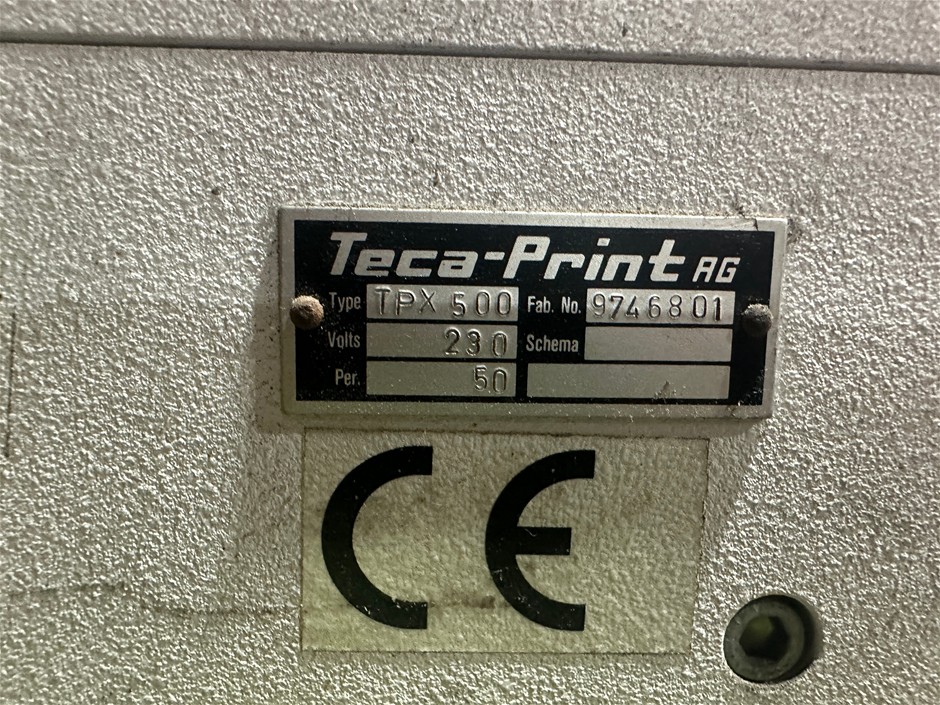 Teca-Print AG
Type TPX 500 Fab. No. 9746801
Volts 230 Schema
Per. 50
CE